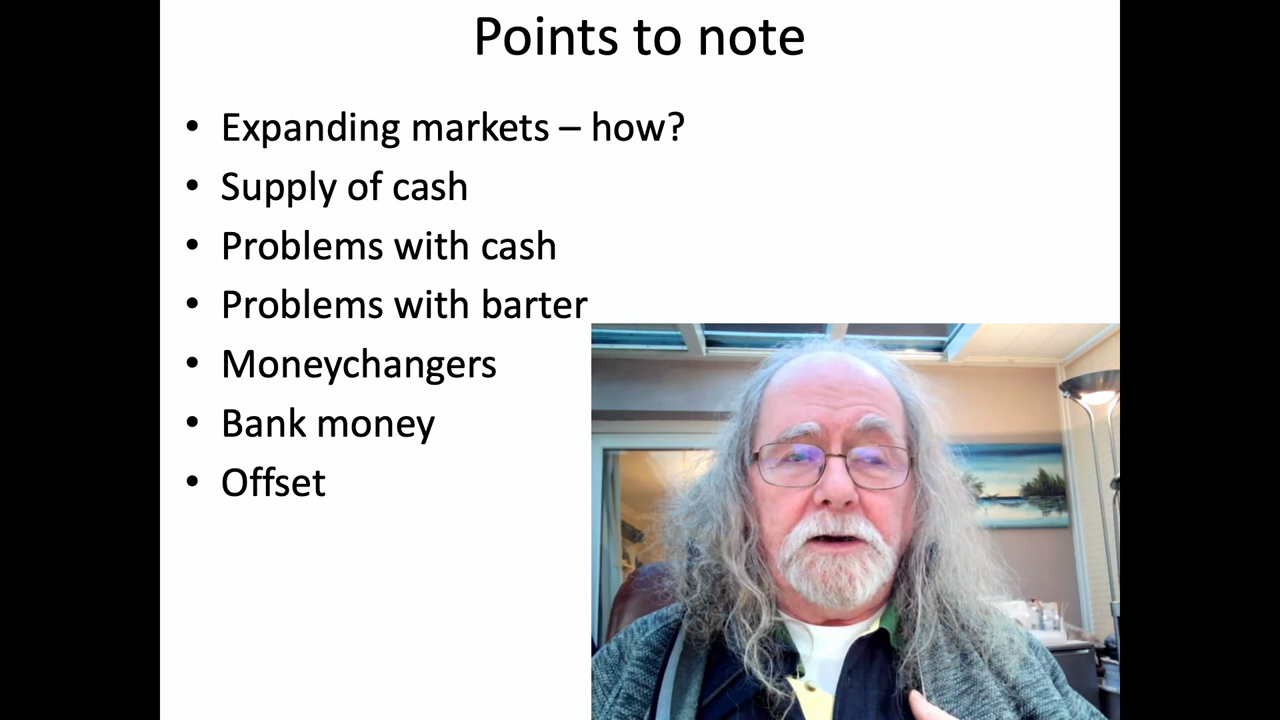 Points to note
• Expanding markets – how?
• Supply of cash
• Problems with cash
• Problems with barter
• Moneychangers
• Bank money
• Offset